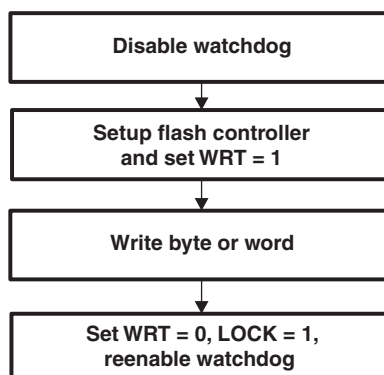 Disable watchdog
Setup flash controller
and set WRT = 1
Write byte or word
Set WRT = 0, LOCK = 1,
reenable watchdog